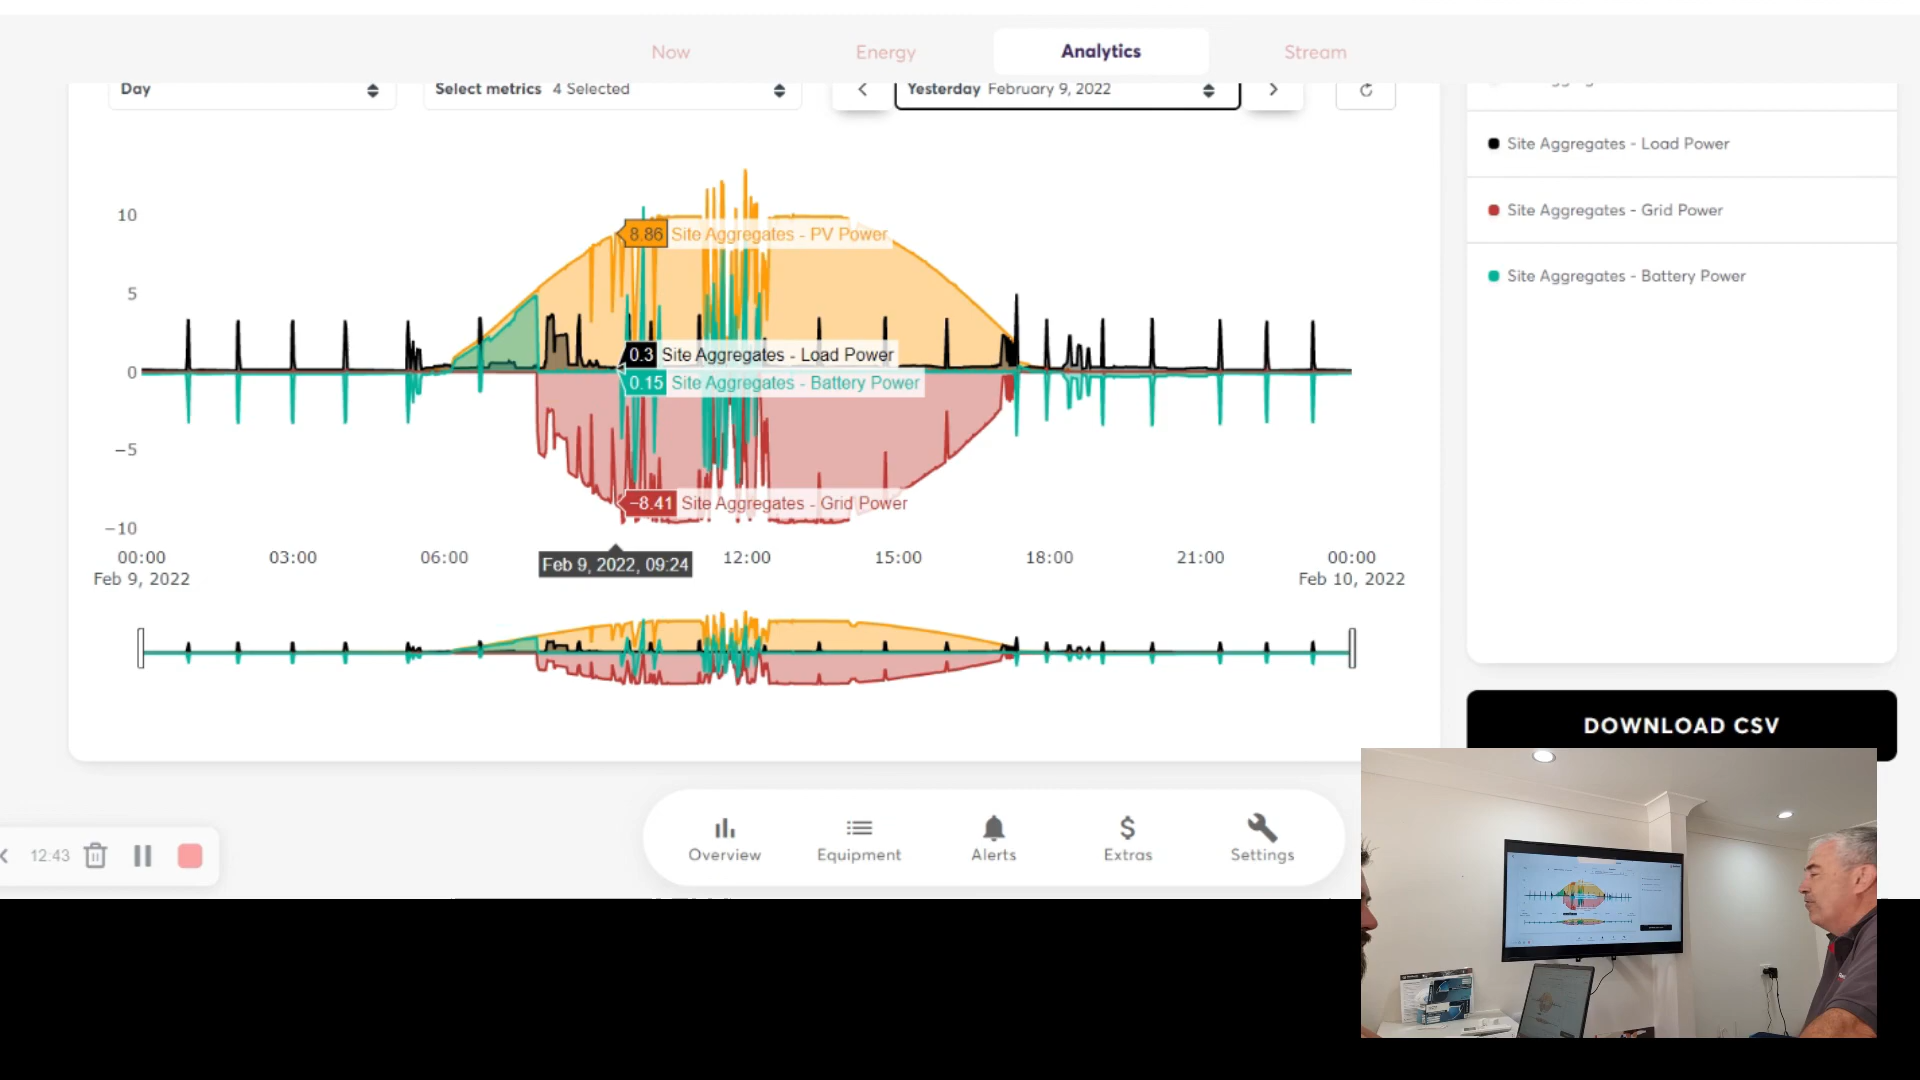 Now
Energy
Analytics
Stream
Day
Select metrics 4 Selected
Yesterday February 9, 2022
Site Aggregates - Load Power
Site Aggregates - Grid Power
Site Aggregates - Battery Power
10
5
0
−5
−10
8.86 Site Aggregates - PV Power
0.3 Site Aggregates - Load Power
0.15 Site Aggregates - Battery Power
−8.41 Site Aggregates - Grid Power
00:00
03:00
06:00
Feb 9, 2022, 09:24
12:00
15:00
18:00
21:00
00:00
Feb 9, 2022
Feb 10, 2022
DOWNLOAD CSV
12:43
Overview
Equipment
Alerts
Extras
Settings